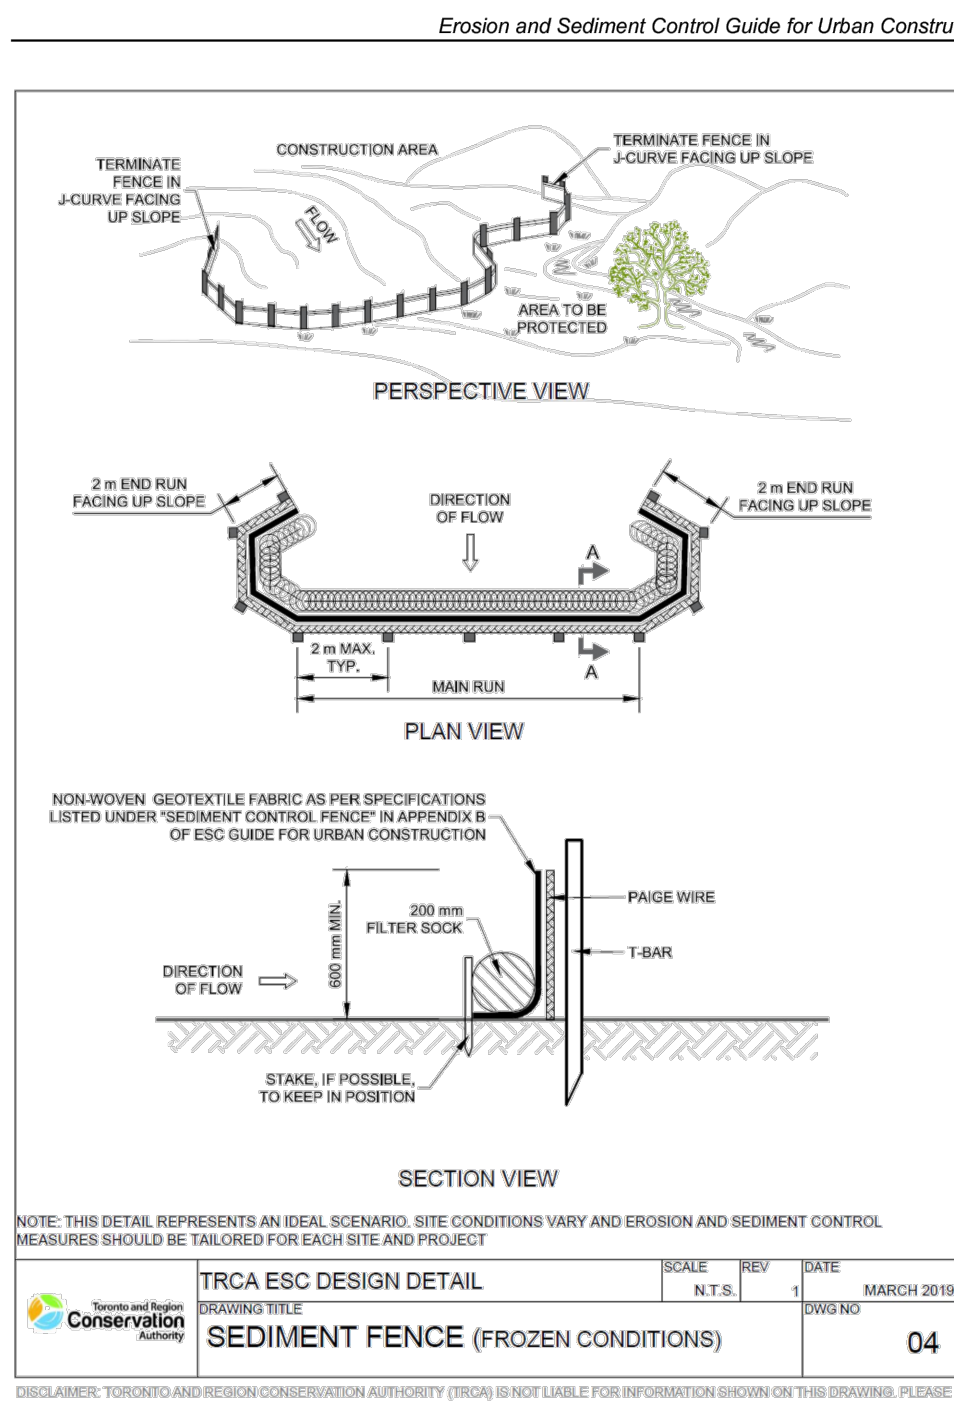 Erosion and Sediment Control Guide for Urban Constru
CONSTRUCTION AREA
TERMINATE FENCE IN
J-CURVE FACING UP SLOPE
TERMINATE
FENCE IN
J-CURVE FACING
UP SLOPE
FLOW
AREA TO BE
PROTECTED
PERSPECTIVE VIEW
2 m END RUN
FACING UP SLOPE
DIRECTION
OF FLOW
2 m END RUN
FACING UP SLOPE
A
2 m MAX.
TYP.
A
MAIN RUN
PLAN VIEW
NON-WOVEN GEOTEXTILE FABRIC AS PER SPECIFICATIONS
LISTED UNDER "SEDIMENT CONTROL FENCE" IN APPENDIX B
OF ESC GUIDE FOR URBAN CONSTRUCTION
600 mm MIN.
200 mm
FILTER SOCK
PAIGE WIRE
T-BAR
DIRECTION
OF FLOW
STAKE, IF POSSIBLE,
TO KEEP IN POSITION
SECTION VIEW
NOTE: THIS DETAIL REPRESENTS AN IDEAL SCENARIO. SITE CONDITIONS VARY AND EROSION AND SEDIMENT CONTROL
MEASURES SHOULD BE TAILORED FOR EACH SITE AND PROJECT
Toronto and Region
Conservation
Authority
TRCA ESC DESIGN DETAIL
SCALE
N.T.S.
REV
1
DATE
MARCH 2019
DRAWING TITLE
SEDIMENT FENCE (FROZEN CONDITIONS)
DWG NO
04
DISCLAIMER: TORONTO AND REGION CONSERVATION AUTHORITY (TRCA) IS NOT LIABLE FOR INFORMATION SHOWN ON THIS DRAWING. PLEASE